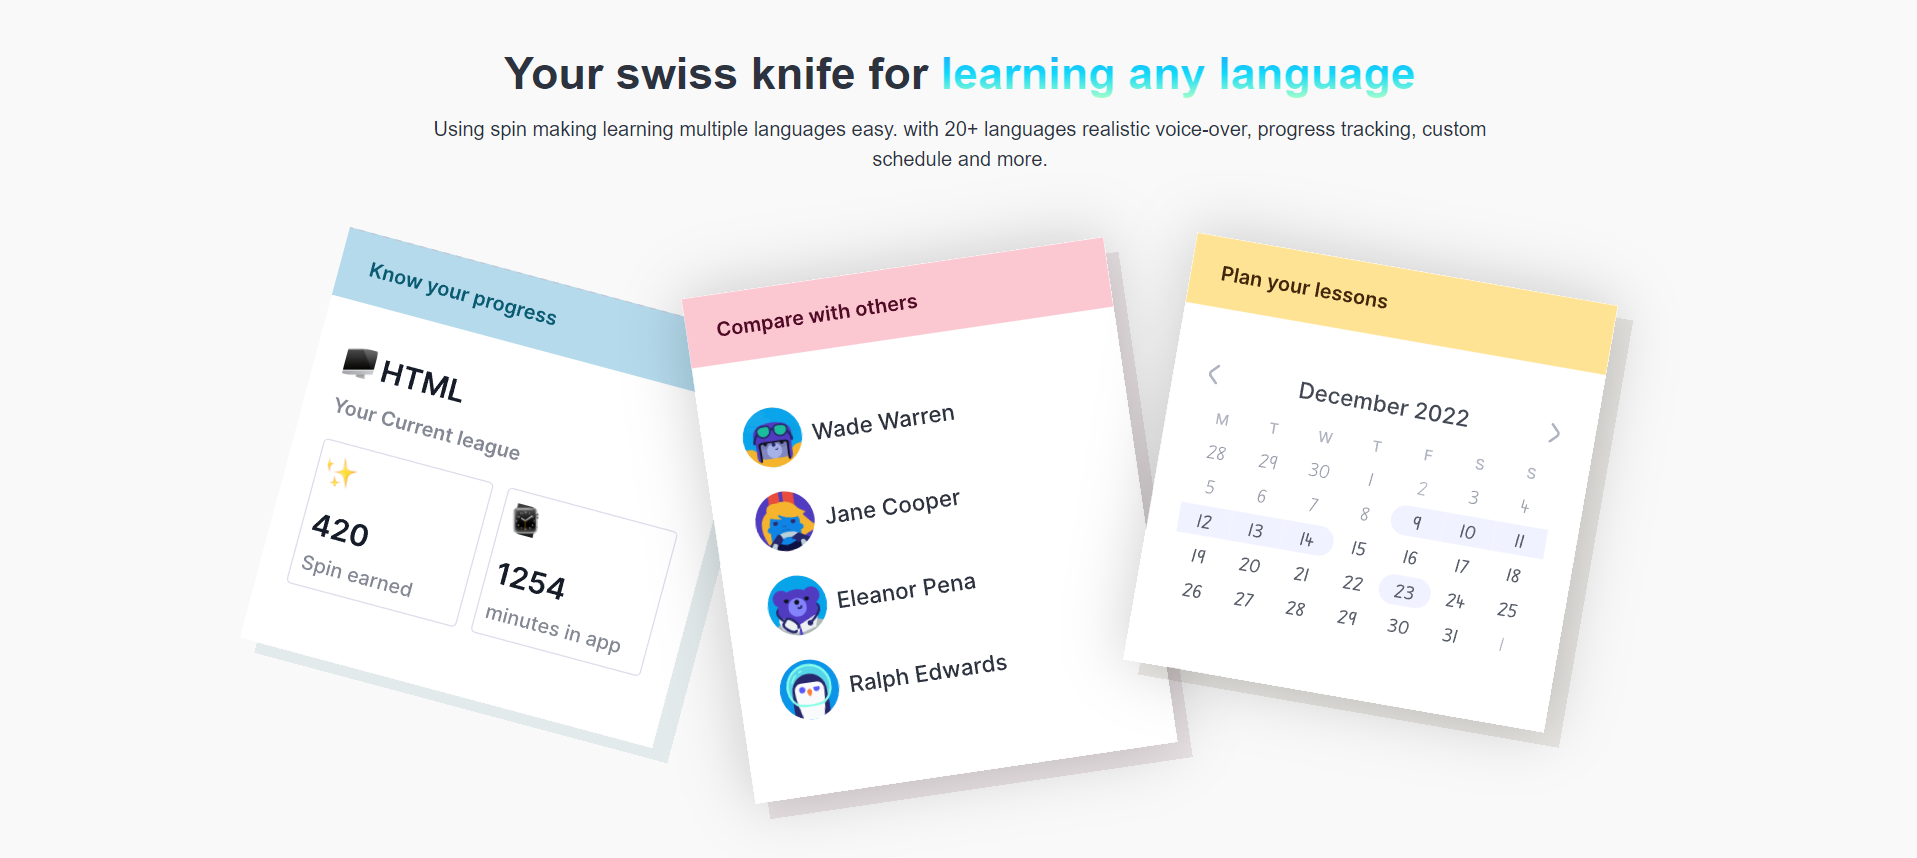 Your swiss knife for learning any language
Using spin making learning multiple languages easy. with 20+ languages realistic voice-over, progress tracking, custom
schedule and more.
Know your progress
HTML
Your Current league
420
Spin earned
1254
minutes in app
Compare with others
Wade Warren
Jane Cooper
Eleanor Pena
Ralph Edwards
Plan your lessons
December 2022
M T W T F S S
28 29 30 1 2 3 4
5 6 7 8 9 10 11
12 13 14 15 16 17 18
19 20 21 22 23 24 25
26 27 28 29 30 31 1